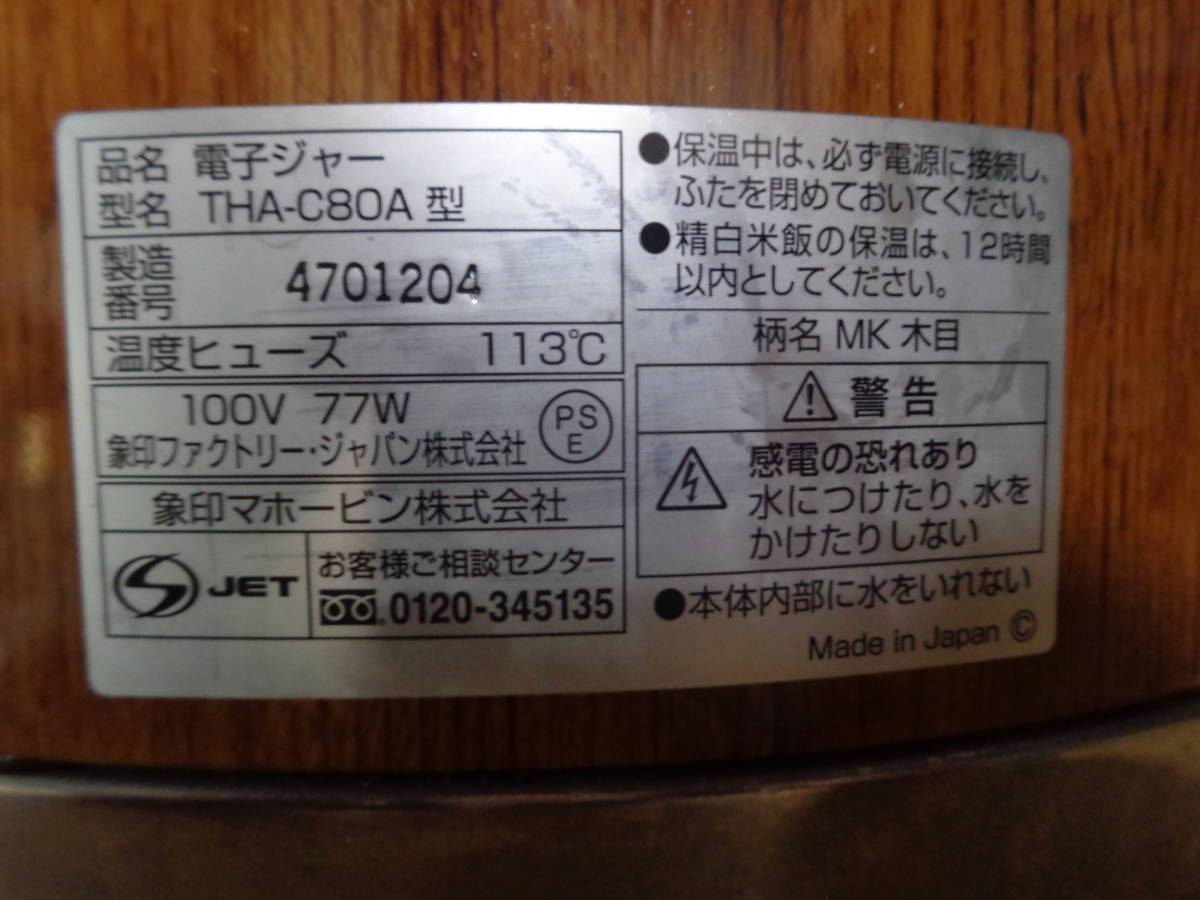 品名 電子ジャー
型名 THA-C80A 型
製造番号 4701204
温度ヒューズ 113℃
100V 77W
象印ファクトリー・ジャパン株式会社
PS
E
象印マホービン株式会社
JET
お客様ご相談センター
0120-345135
●保温中は、必ず電源に接続し、
ふたを閉めておいてください。
●精白米飯の保温は、12時間
以内としてください。
柄名 MK 木目
警告
感電の恐れあり
水につけたり、水を
かけたりしない
●本体内部に水をいれない
Made in Japan Ⓒ